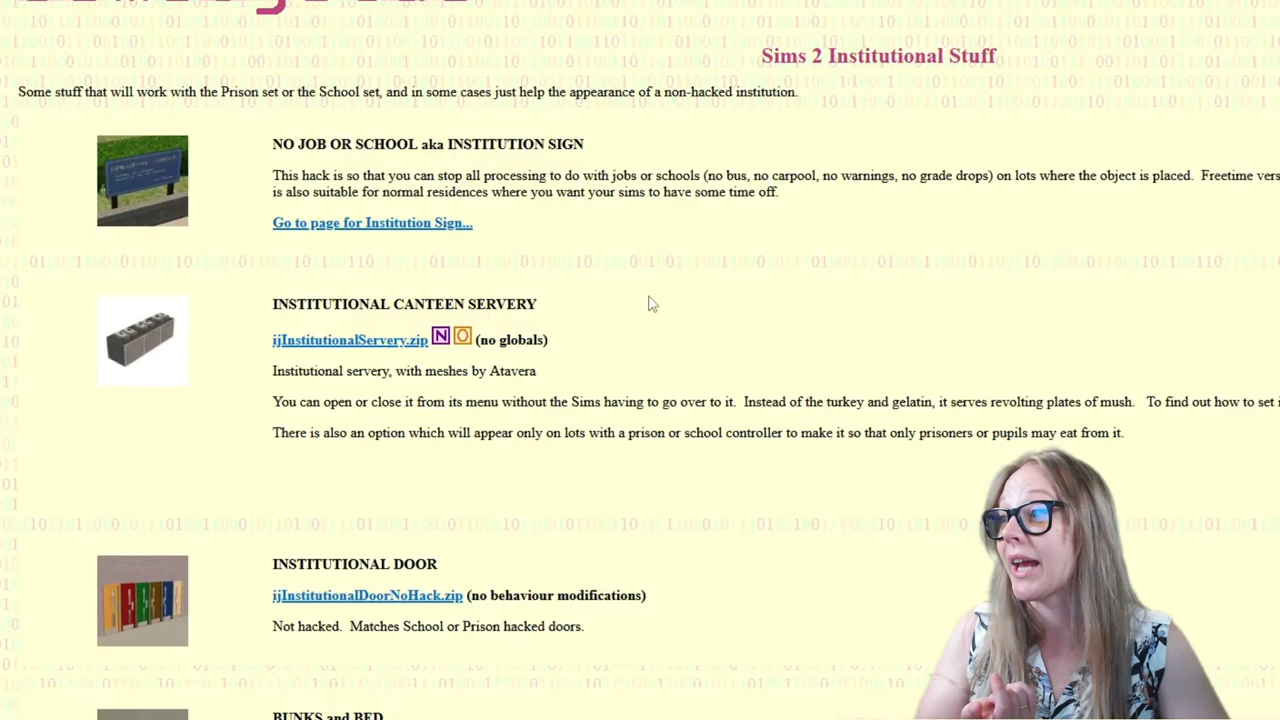 Sims 2 Institutional Stuff
Some stuff that will work with the Prison set or the School set, and in some cases just help the appearance of a non-hacked institution.
NO JOB OR SCHOOL aka INSTITUTION SIGN
This hack is so that you can stop all processing to do with jobs or schools (no bus, no carpool, no warnings, no grade drops) on lots where the object is placed. Freetime vers
is also suitable for normal residences where you want your sims to have some time off.
Go to page for Institution Sign...
INSTITUTIONAL CANTEEN SERVERY
ijInstitutionalServery.zip N O (no globals)
Institutional servery, with meshes by Atavera
You can open or close it from its menu without the Sims having to go over to it. Instead of the turkey and gelatin, it serves revolting plates of mush. To find out how to set i
There is also an option which will appear only on lots with a prison or school controller to make it so that only prisoners or pupils may eat from it.
INSTITUTIONAL DOOR
ijInstitutionalDoorNoHack.zip (no behaviour modifications)
Not hacked. Matches School or Prison hacked doors.
BUNKS and BED